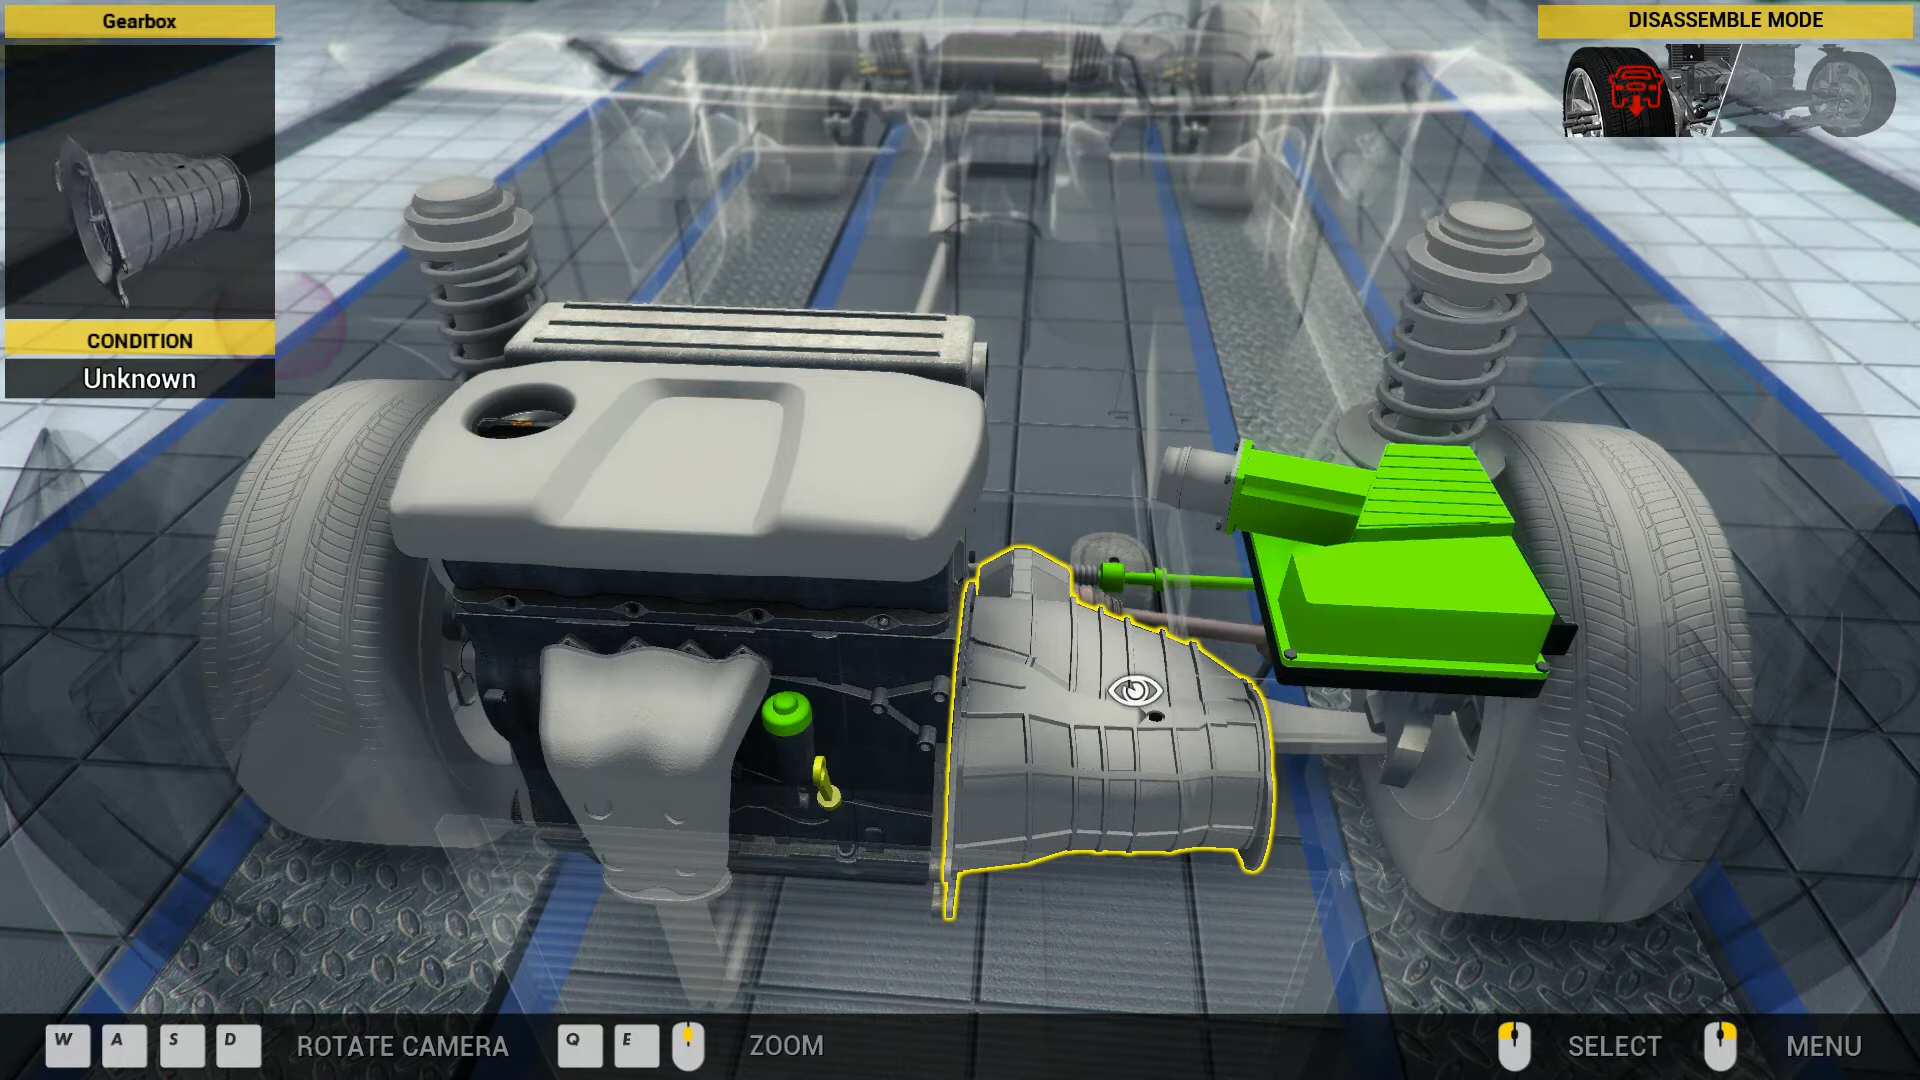 Gearbox
DISASSEMBLE MODE
CONDITION
Unknown
W A S D ROTATE CAMERA Q E ZOOM SELECT MENU